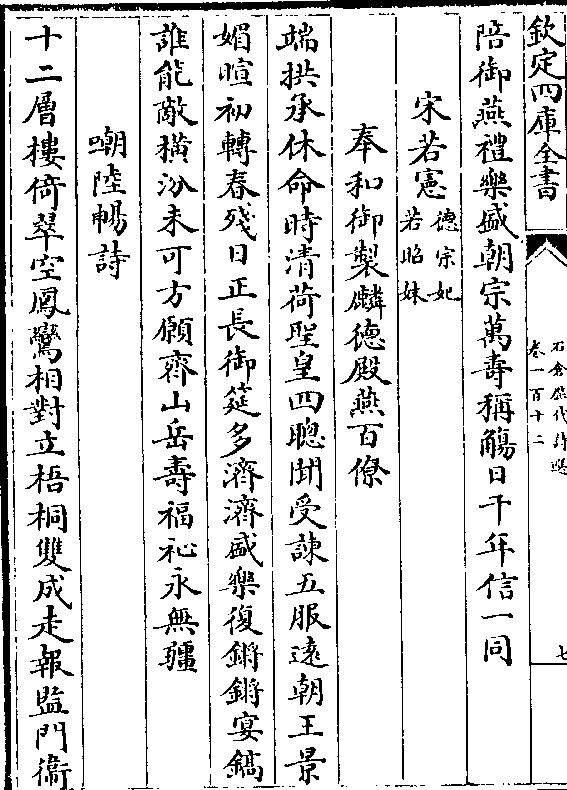 欽定四庫全書
石倉歷代詩選
卷一百十二
七
陪御燕禮樂盛朝宗萬壽稱觴日千年信一同
宋若憲德宗妃
若昭妹
奉和御製麟德殿燕百僚
端拱承休命時清荷聖皇四聰聞受諫五服遠朝王景
媚暄初轉春殘日正長御筵多濟濟盛樂復鏘鏘宴鎬
誰能敵橫汾未可方願齊山岳壽福祉永無疆
嘲陸暢詩
十二層樓倚翠空鳳鸞相對立梧桐雙成走報監門衞